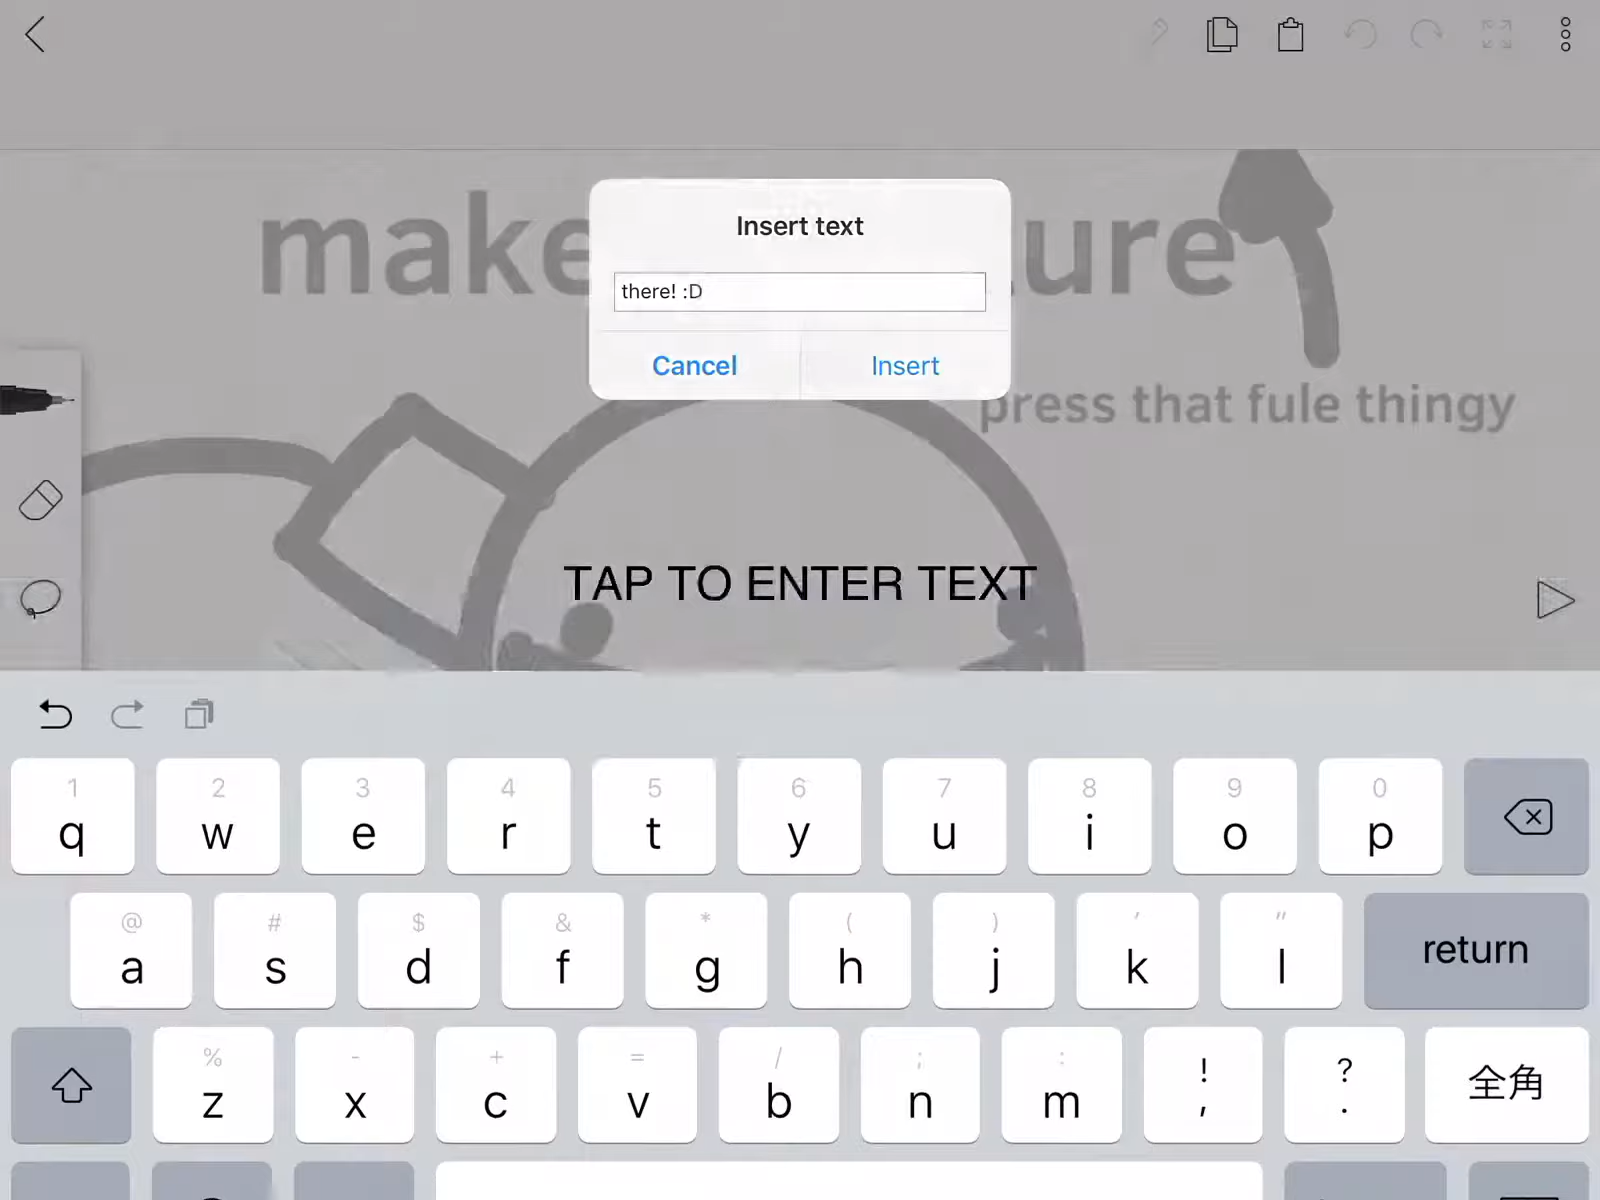 make ure
Insert text
there! :D
Cancel Insert
press that fule thingy
TAP TO ENTER TEXT
1 2 3 4 5 6 7 8 9 0
q w e r t y u i o p
@ # $ & * ( ) ' "
a s d f g h j k l return
% - + = / ; : ! ?
z x c v b n m , . 全角